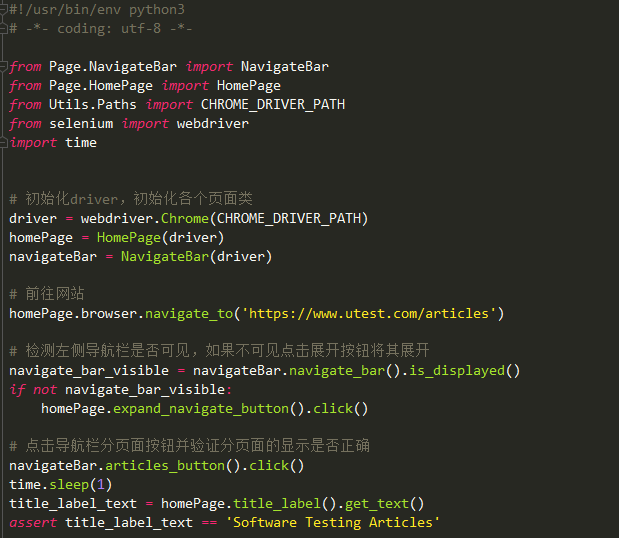 #!/usr/bin/env python3
# -*- coding: utf-8 -*-
from Page.NavigateBar import NavigateBar
from Page.HomePage import HomePage
from Utils.Paths import CHROME_DRIVER_PATH
from selenium import webdriver
import time
# 初始化driver，初始化各个页面类
driver = webdriver.Chrome(CHROME_DRIVER_PATH)
homePage = HomePage(driver)
navigateBar = NavigateBar(driver)
# 前往网站
homePage.browser.navigate_to('https://www.utest.com/articles')
# 检测左侧导航栏是否可见，如果不可见点击展开按钮将其展开
navigate_bar_visible = navigateBar.navigate_bar().is_displayed()
if not navigate_bar_visible:
    homePage.expand_navigate_button().click()
# 点击导航栏分页面按钮并验证分页面的显示是否正确
navigateBar.articles_button().click()
time.sleep(1)
title_label_text = homePage.title_label().get_text()
assert title_label_text == 'Software Testing Articles'